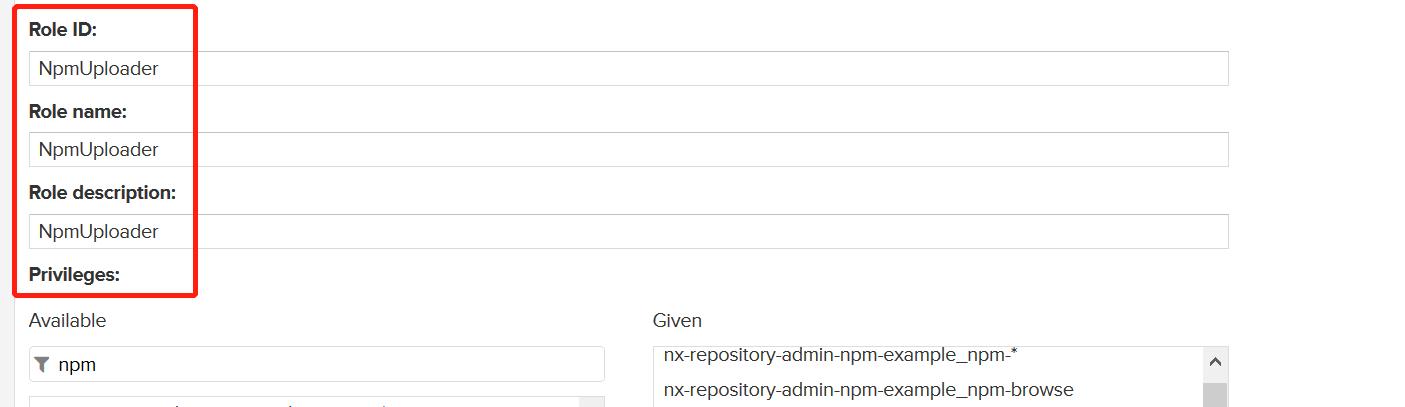 Role ID:
NpmUploader
Role name:
NpmUploader
Role description:
NpmUploader
Privileges:
Available
Given
npm
nx-repository-admin-npm-example_npm-*
nx-repository-admin-npm-example_npm-browse